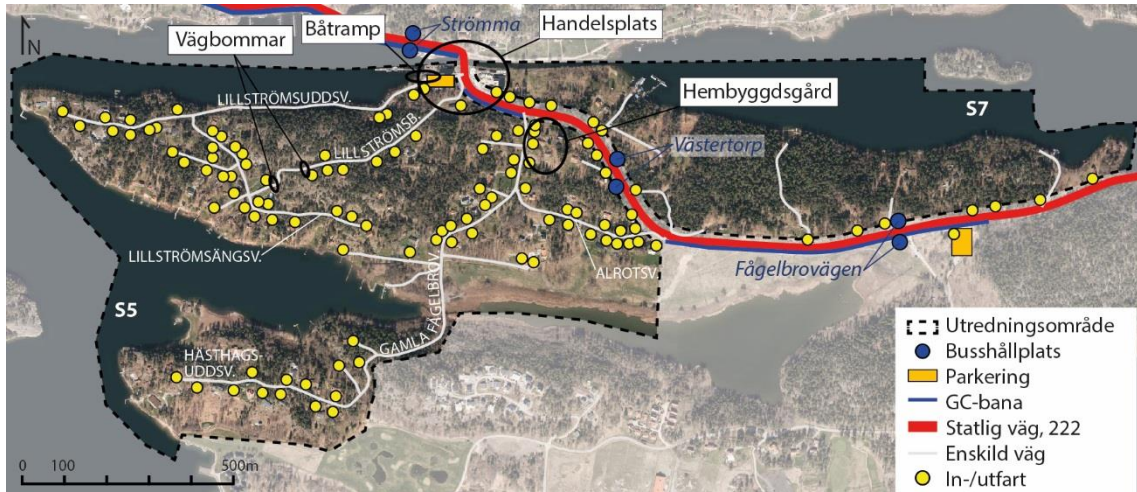 N
Vägbommar
Båtramp
Strömma
Handelsplats
LILLSTRÖMSUDDSV.
LILLSTRÖMSB.
Hembyggdsgård
S7
Västertorp
LILLSTRÖMSÄNGSV.
ALROTSV.
Fågelbrovägen
S5
GAMLA FÅGELBROV.
HÄSTHAGS-
UDDSV.
Utredningsområde
Busshållplats
Parkering
GC-bana
Statlig väg, 222
Enskild väg
In-/utfart
0 100 500m